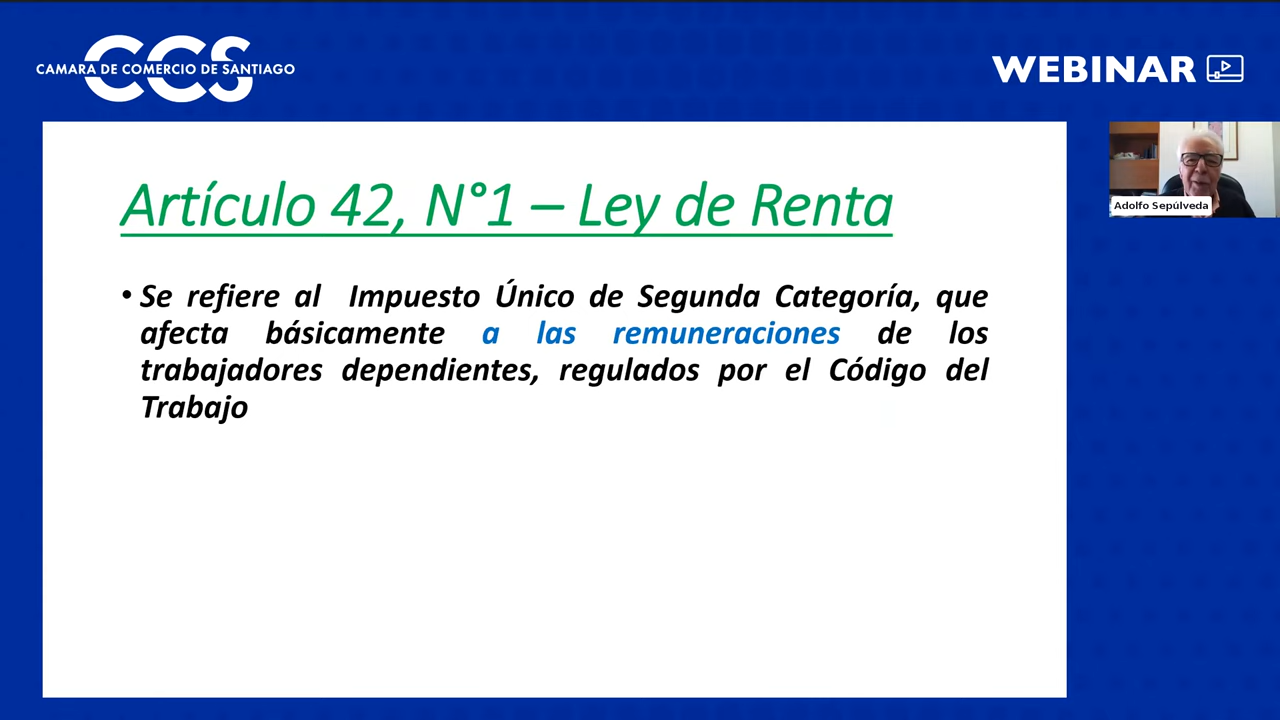 CCS
CAMARA DE COMERCIO DE SANTIAGO
WEBINAR
Artículo 42, N°1 – Ley de Renta
• Se refiere al Impuesto Único de Segunda Categoría, que
afecta básicamente a las remuneraciones de los
trabajadores dependientes, regulados por el Código del
Trabajo
Adolfo Sepúlveda